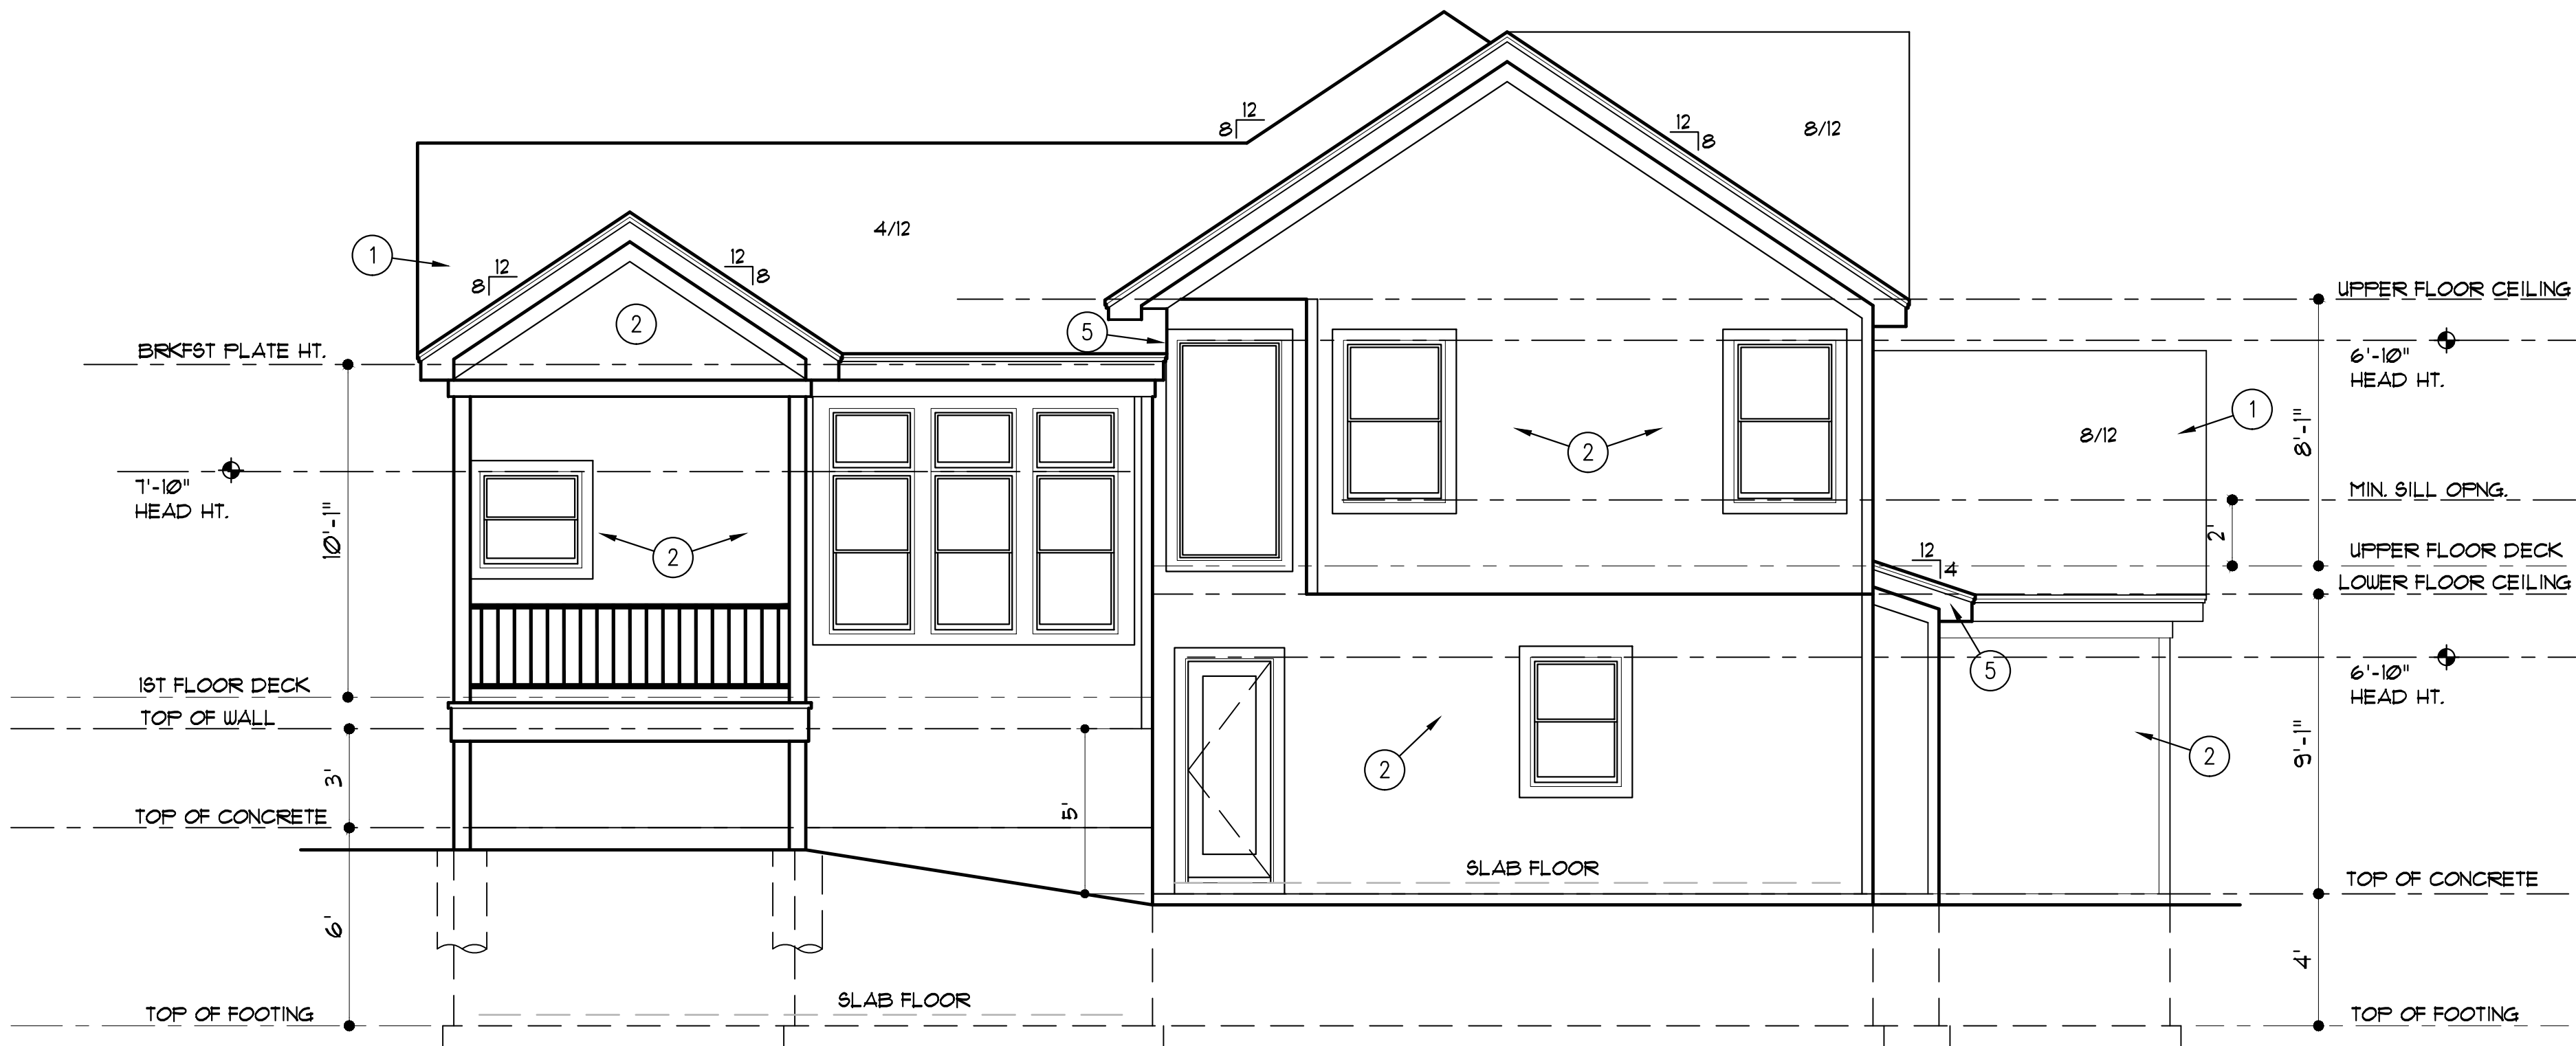 12
8
12
8
8/12
4/12
1
12
8
12
8
2
5
UPPER FLOOR CEILING
BRKFST PLATE HT.
6'-10"
HEAD HT.
1
8/12
8'-1"
2
7'-10"
HEAD HT.
10'-1"
MIN. SILL OPNG.
2'
2
12
4
UPPER FLOOR DECK
LOWER FLOOR CEILING
5
6'-10"
HEAD HT.
1ST FLOOR DECK
TOP OF WALL
2
2
9'-1"
3'
5'
TOP OF CONCRETE
SLAB FLOOR
TOP OF CONCRETE
6'
4'
SLAB FLOOR
TOP OF FOOTING
TOP OF FOOTING